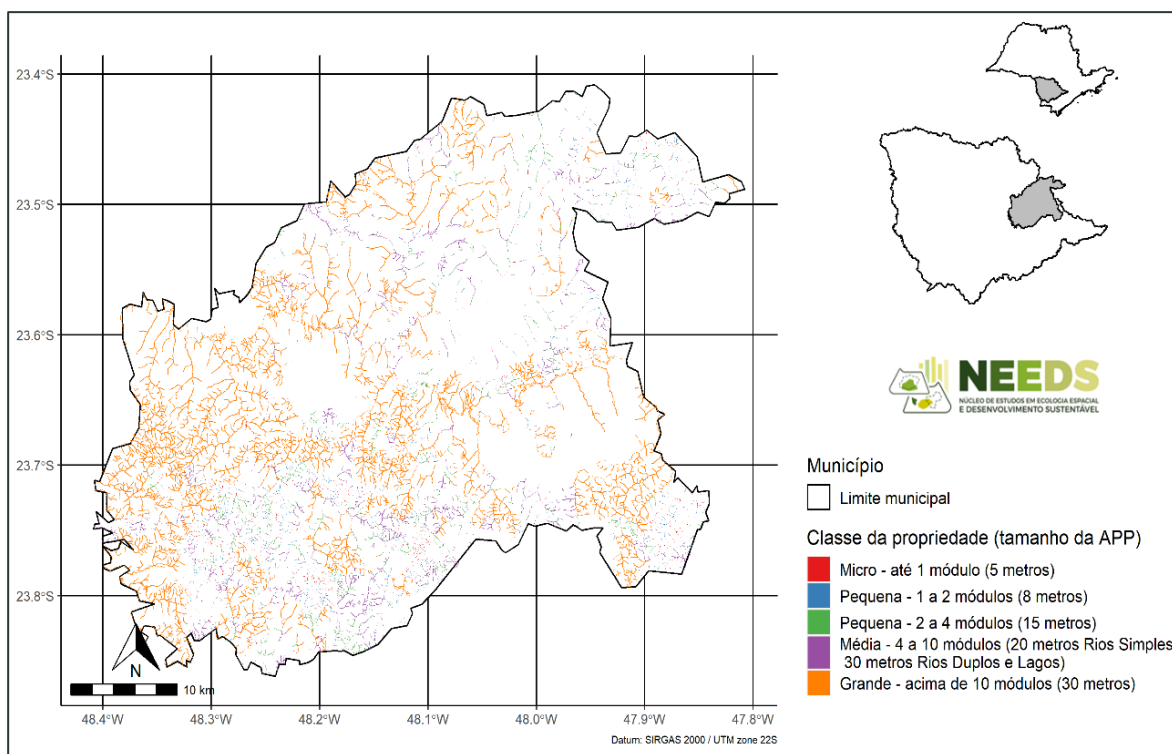 23.4°S
23.5°S
23.6°S
23.7°S
23.8°S
N
10 km
48.4°W
48.3°W
48.2°W
48.1°W
48.0°W
47.9°W
47.8°W
Datum: SIRGAS 2000 / UTM zone 22S
NEEDS
NÚCLEO DE ESTUDOS EM ECOLOGIA ESPACIAL
E DESENVOLVIMENTO SUSTENTÁVEL
Município
Limite municipal
Classe da propriedade (tamanho da APP)
Micro - até 1 módulo (5 metros)
Pequena - 1 a 2 módulos (8 metros)
Pequena - 2 a 4 módulos (15 metros)
Média - 4 a 10 módulos (20 metros Rios Simples
30 metros Rios Duplos e Lagos)
Grande - acima de 10 módulos (30 metros)